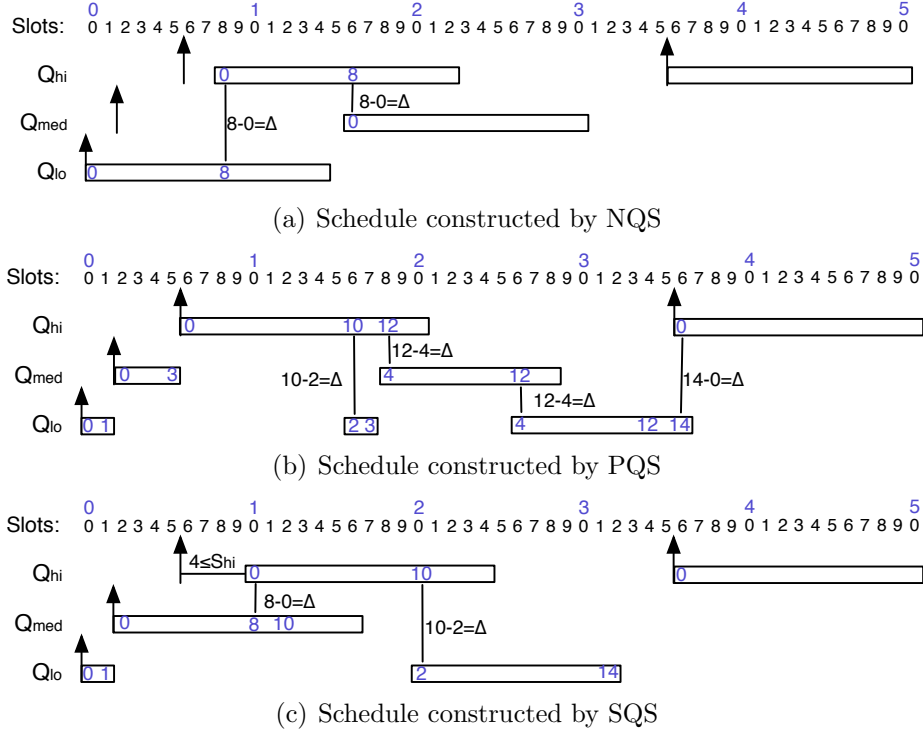 0 1 2 3 4 5
Slots: 0 1 2 3 4 5 6 7 8 9 0 1 2 3 4 5 6 7 8 9 0 1 2 3 4 5 6 7 8 9 0 1 2 3 4 5 6 7 8 9 0 1 2 3 4 5 6 7 8 9 0
Qhi 0 8
8-0=Δ
Qmed 8-0=Δ 0
Qlo 0 8
(a) Schedule constructed by NQS
0 1 2 3 4 5
Slots: 0 1 2 3 4 5 6 7 8 9 0 1 2 3 4 5 6 7 8 9 0 1 2 3 4 5 6 7 8 9 0 1 2 3 4 5 6 7 8 9 0 1 2 3 4 5 6 7 8 9 0
Qhi 0 10 12 0
12-4=Δ
Qmed 0 3 10-2=Δ 4 12 14-0=Δ
12-4=Δ
Qlo 0 1 2 3 4 12 14
(b) Schedule constructed by PQS
0 1 2 3 4 5
Slots: 0 1 2 3 4 5 6 7 8 9 0 1 2 3 4 5 6 7 8 9 0 1 2 3 4 5 6 7 8 9 0 1 2 3 4 5 6 7 8 9 0 1 2 3 4 5 6 7 8 9 0
4≤Shi
Qhi 0 10 0
8-0=Δ
Qmed 0 8 10 10-2=Δ
Qlo 0 1 2 14
(c) Schedule constructed by SQS